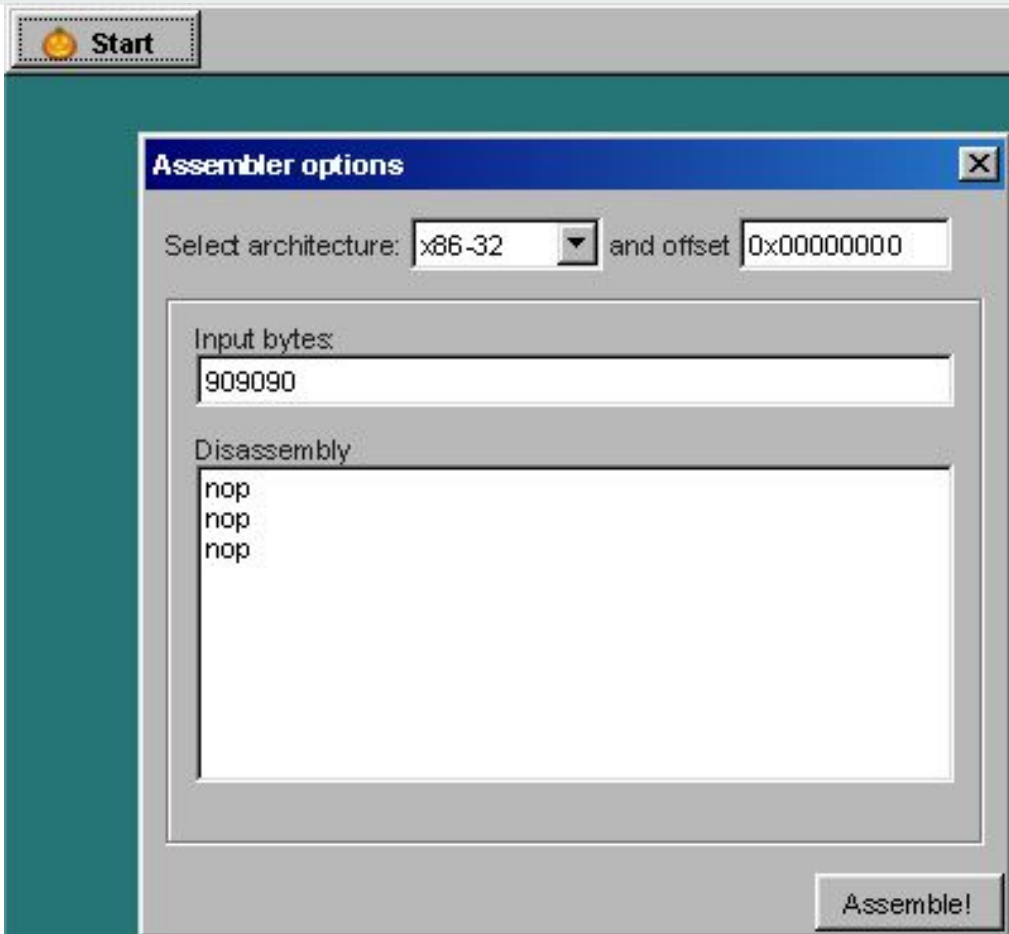 Start
Assembler options
Select architecture: x86-32 and offset 0x00000000
Input bytes:
909090
Disassembly
nop
nop
nop
Assemble!